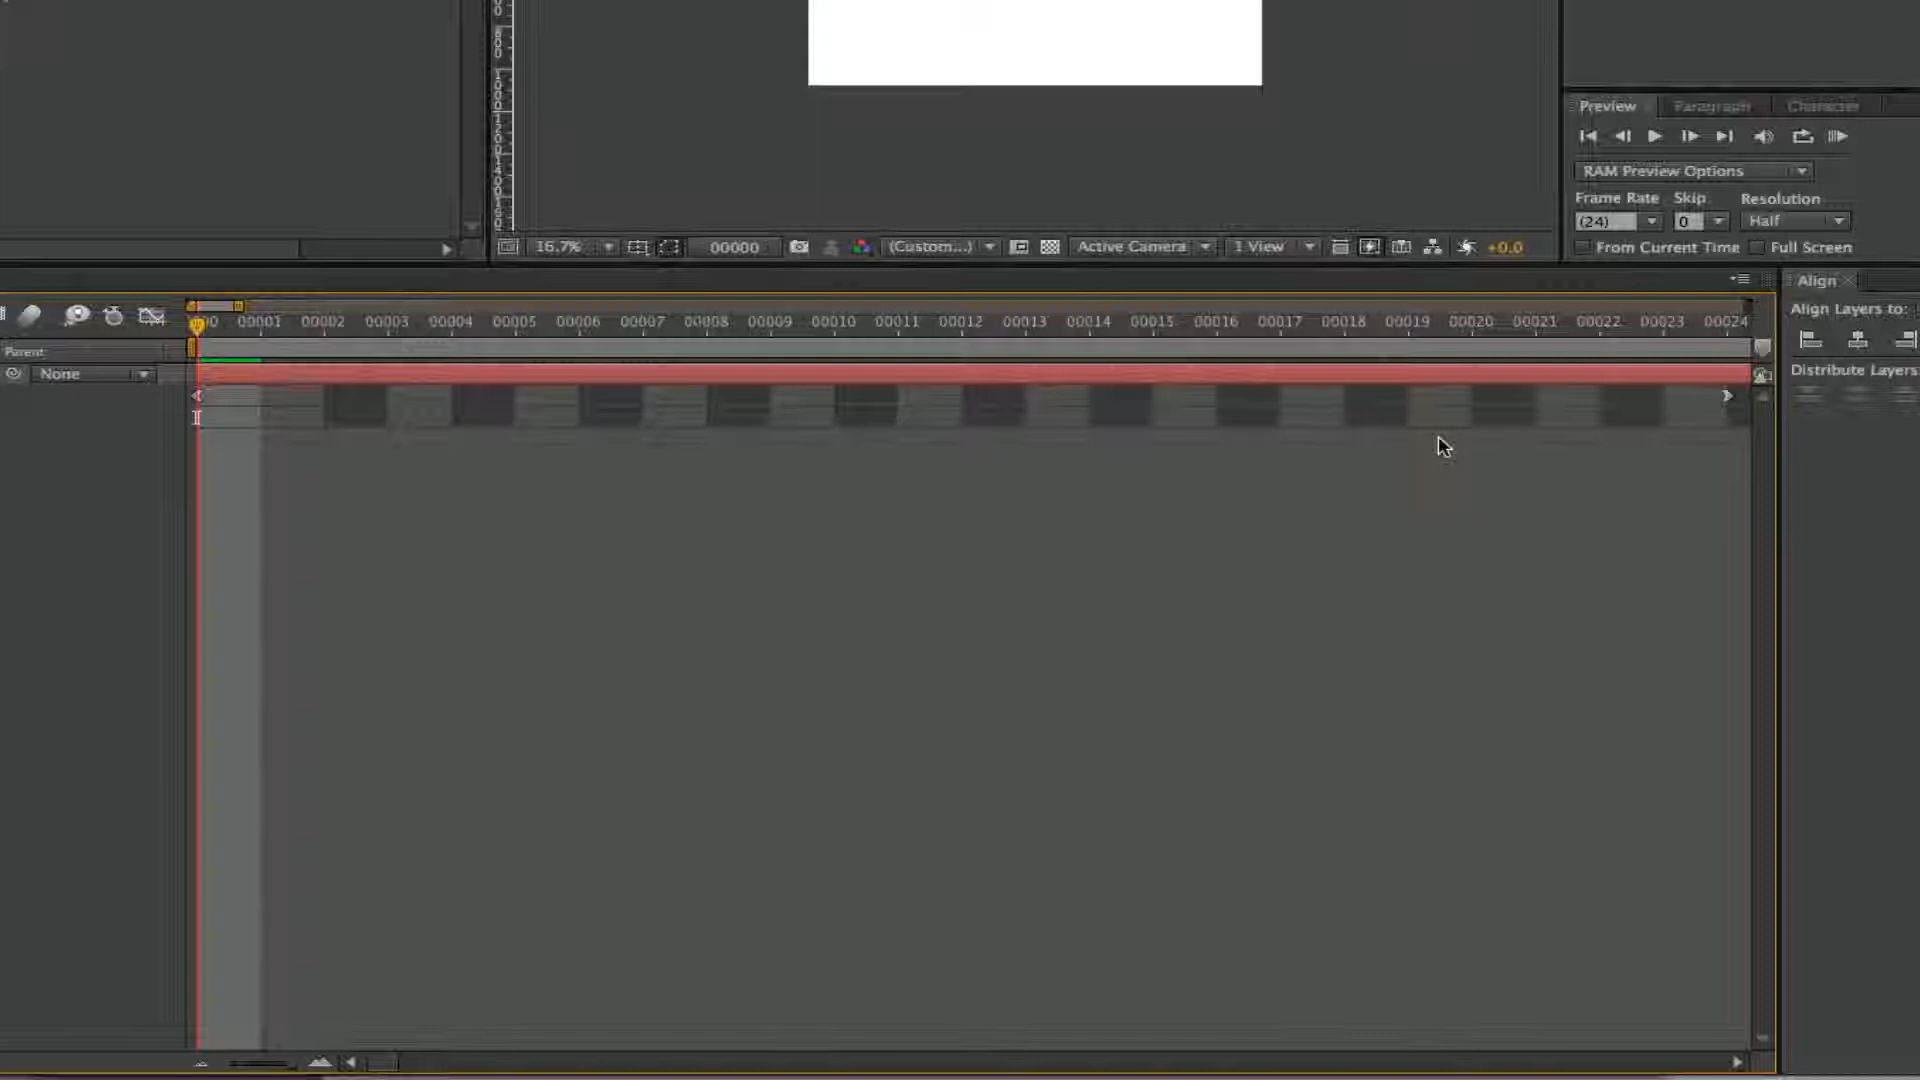 Preview Paragraph Character
RAM Preview Options
Frame Rate Skip Resolution
(24) 0 Half
From Current Time Full Screen
16.7% 00000 (Custom...) Active Camera 1 View +0.0
Align
Align Layers to:
Distribute Layers
00001 00002 00003 00004 00005 00006 00007 00008 00009 00010 00011 00012 00013 00014 00015 00016 00017 00018 00019 00020 00021 00022 00023 00024
Parent
None